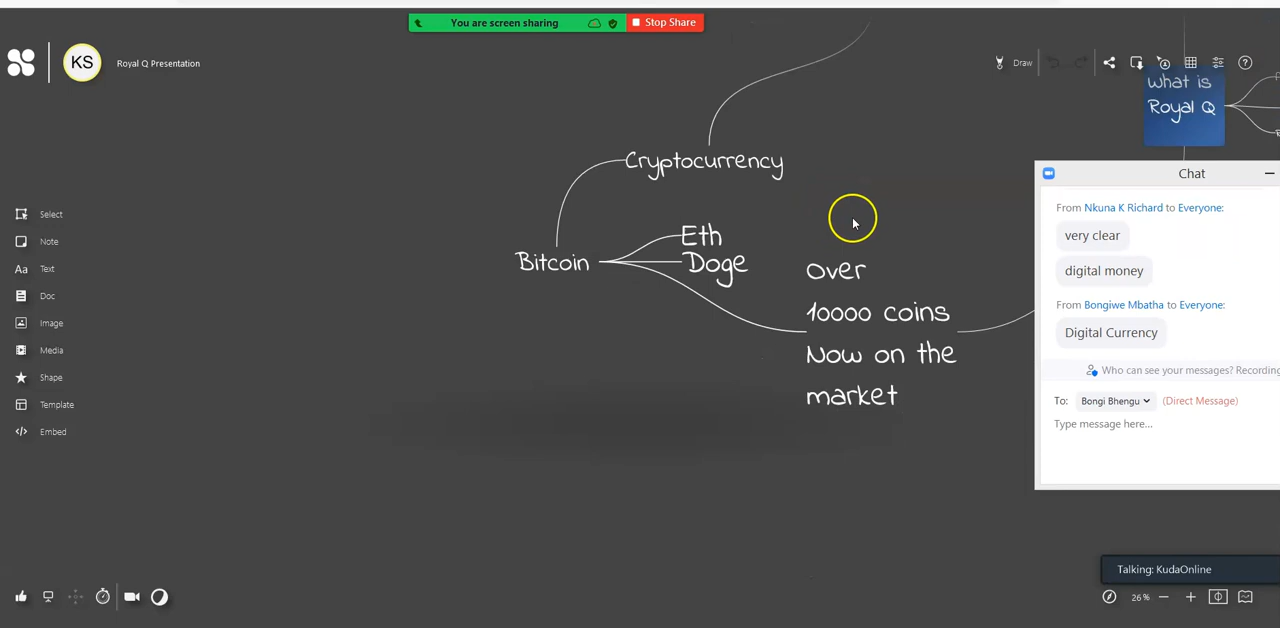 You are screen sharing
Stop Share
KS
Royal Q Presentation
Draw
What is
Royal Q
Cryptocurrency
Eth
Bitcoin
Doge
over
10000 coins
Now on the
market
Select
Note
Aa Text
Doc
Image
Media
Shape
Template
Embed
Chat
From Nkuna K Richard to Everyone:
very clear
digital money
From Bongiwe Mbatha to Everyone:
Digital Currency
Who can see your messages? Recording
To: Bongi Bhengu (Direct Message)
Type message here...
Talking: KudaOnline
26 %